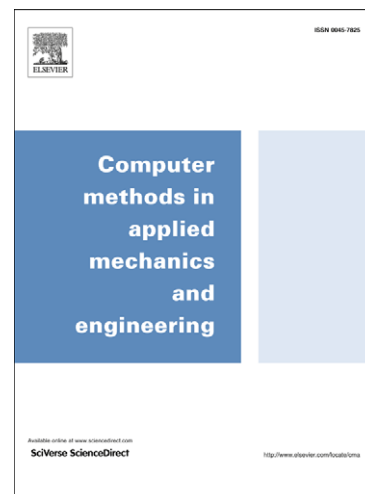 ISSN 0045-7825
ELSEVIER
Computer
methods in
applied
mechanics
and
engineering
Available online at www.sciencedirect.com
SciVerse ScienceDirect
http://www.elsevier.com/locate/cma